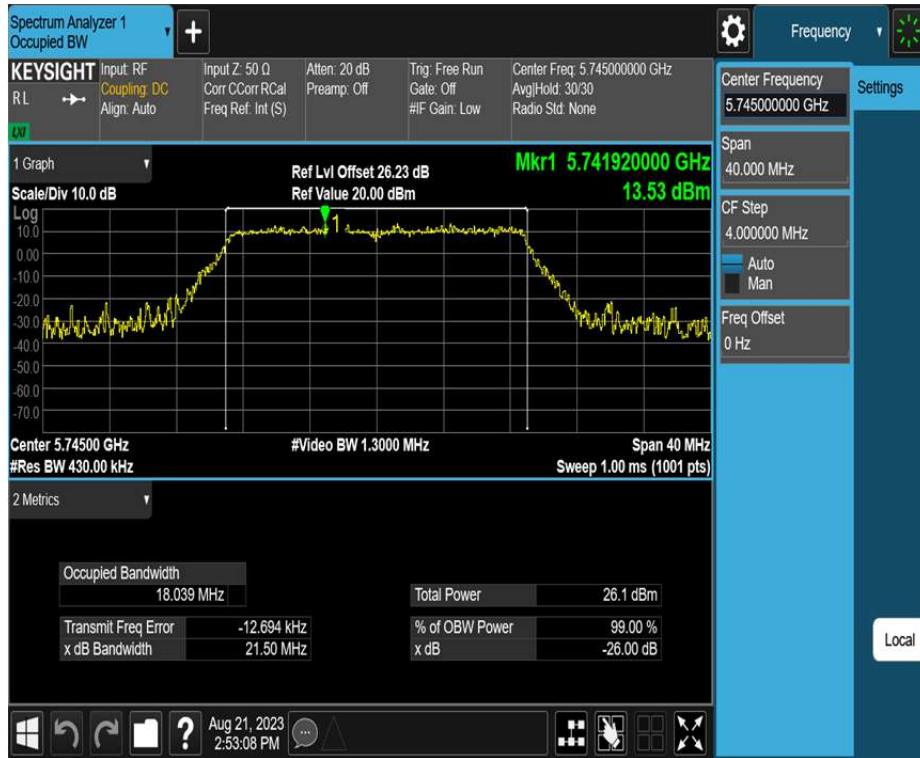 Spectrum Analyzer 1
Occupied BW
+
Frequency
KEYSIGHT
R L
LXI
Input: RF
Coupling: DC
Align: Auto
Input Z: 50 Ω
Corr CCorr RCal
Freq Ref: Int (S)
Atten: 20 dB
Preamp: Off
Trig: Free Run
Gate: Off
#IF Gain: Low
Center Freq: 5.745000000 GHz
Avg|Hold: 30/30
Radio Std: None
Center Frequency
5.745000000 GHz
Settings
Span
40.000 MHz
CF Step
4.000000 MHz
Auto
Man
Freq Offset
0 Hz
Local
1 Graph
Scale/Div 10.0 dB
Ref Lvl Offset 26.23 dB
Ref Value 20.00 dBm
Mkr1 5.741920000 GHz
13.53 dBm
Log
10.0
0.00
-10.0
-20.0
-30.0
-40.0
-50.0
-60.0
-70.0
1
Center 5.74500 GHz
#Video BW 1.3000 MHz
Span 40 MHz
#Res BW 430.00 kHz
Sweep 1.00 ms (1001 pts)
2 Metrics
Occupied Bandwidth
18.039 MHz
Total Power 26.1 dBm
Transmit Freq Error -12.694 kHz
% of OBW Power 99.00 %
x dB Bandwidth 21.50 MHz
x dB -26.00 dB
?
Aug 21, 2023
2:53:08 PM